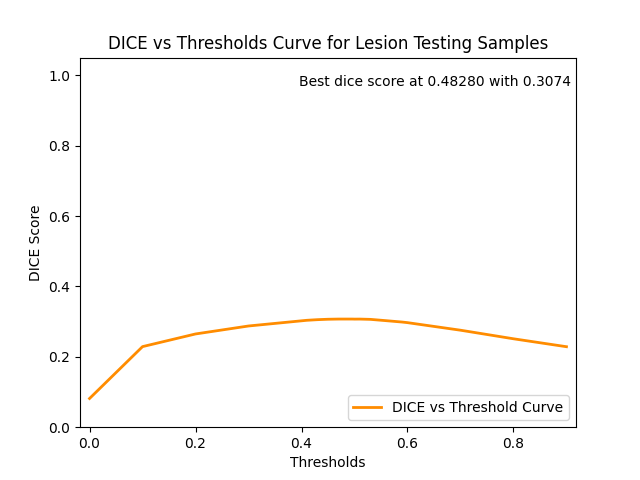 DICE vs Thresholds Curve for Lesion Testing Samples
Best dice score at 0.48280 with 0.3074
1.0
0.8
0.6
0.4
0.2
0.0
DICE Score
DICE vs Threshold Curve
0.0 0.2 0.4 0.6 0.8
Thresholds